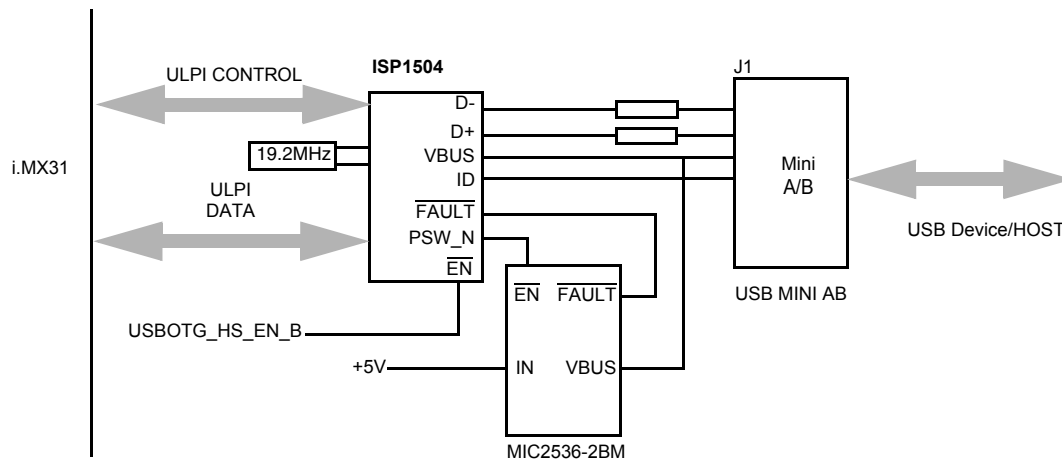 ISP1504
J1
ULPI CONTROL
D-
D+
19.2MHz
VBUS
Mini
A/B
i.MX31
ID
ULPI
DATA
FAULT
PSW_N
USB Device/HOST
EN
EN
FAULT
USB MINI AB
USBOTG_HS_EN_B
+5V
IN
VBUS
MIC2536-2BM